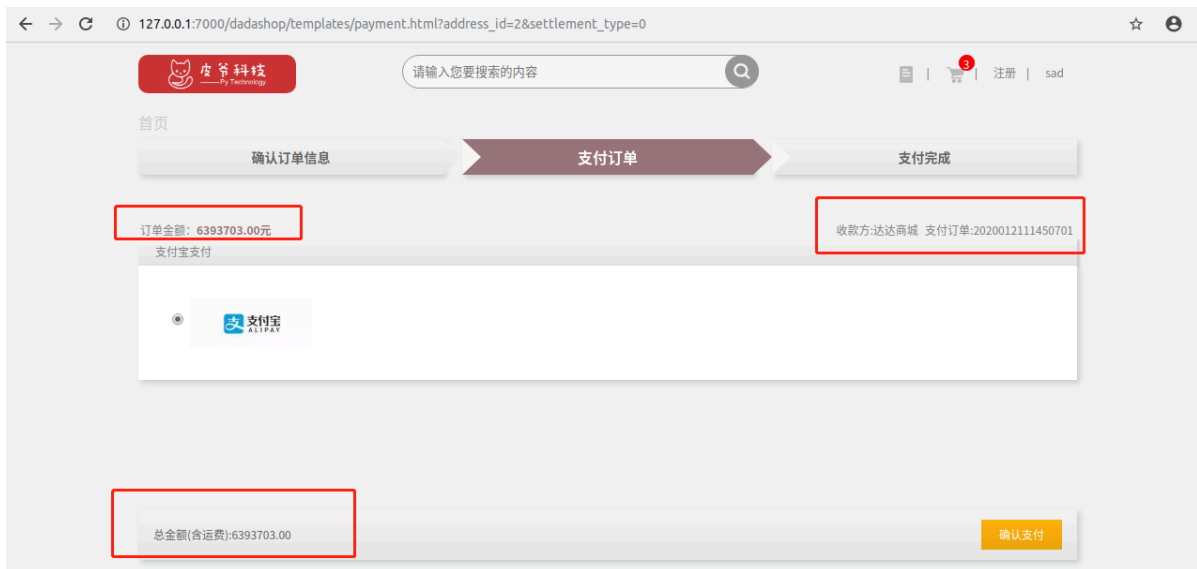 127.0.0.1:7000/dadashop/templates/payment.html?address_id=2&settlement_type=0
皮爷科技
Py Technology
请输入您要搜索的内容
3
| | 注册 | sad
首页
确认订单信息 支付订单 支付完成
订单金额：6393703.00元 收款方:达达商城 支付订单:2020012111450701
支付宝支付
支 支付宝
ALIPAY
总金额(含运费):6393703.00 确认支付